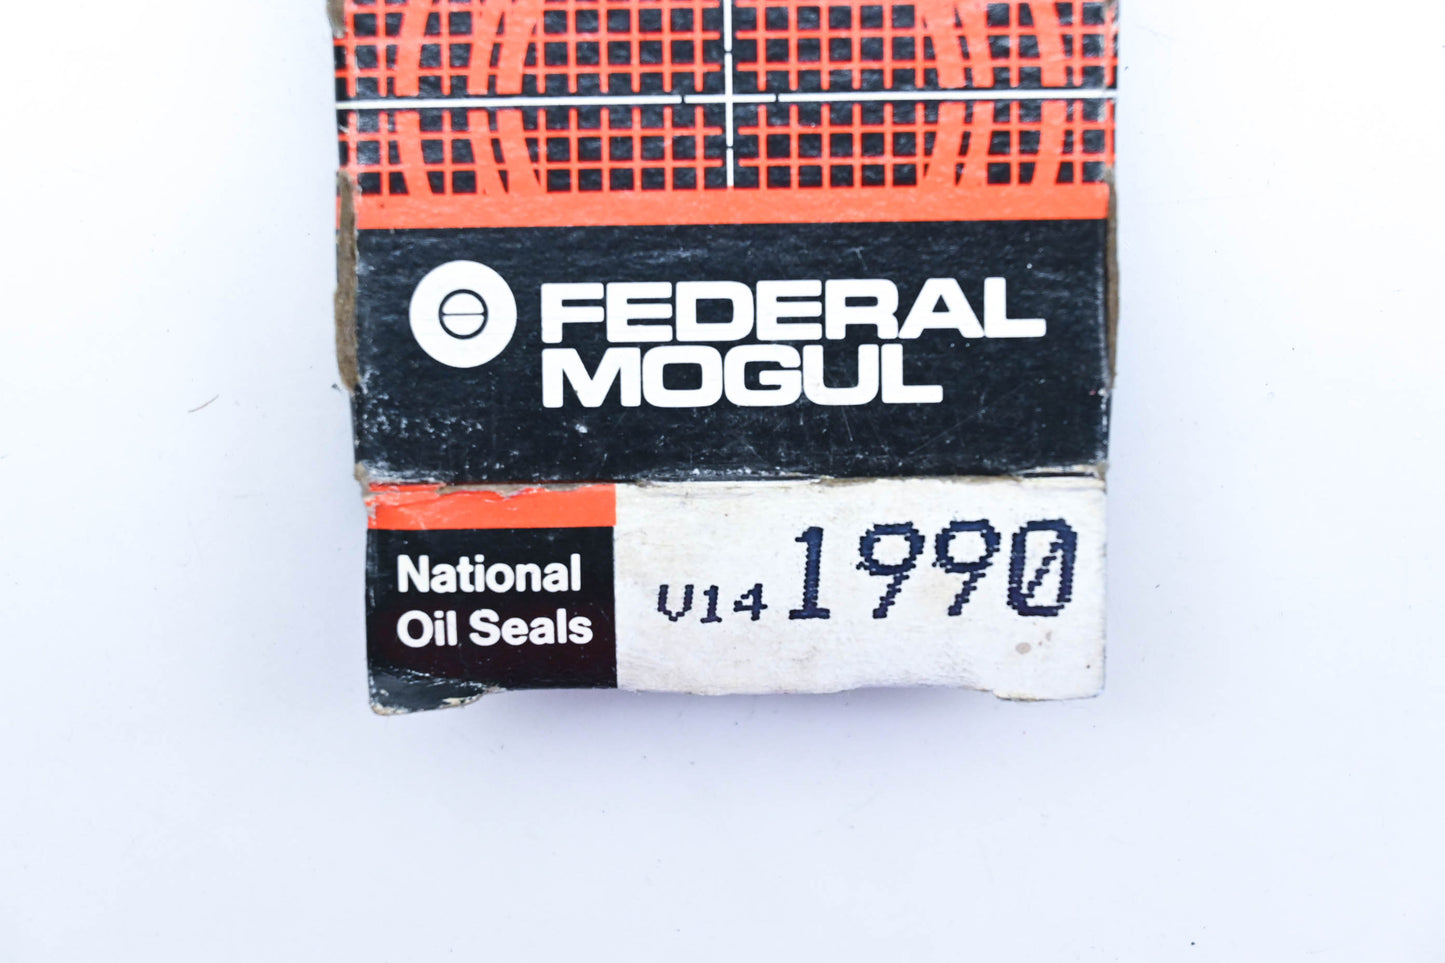 FEDERAL
MOGUL
National
Oil Seals
V14 1990